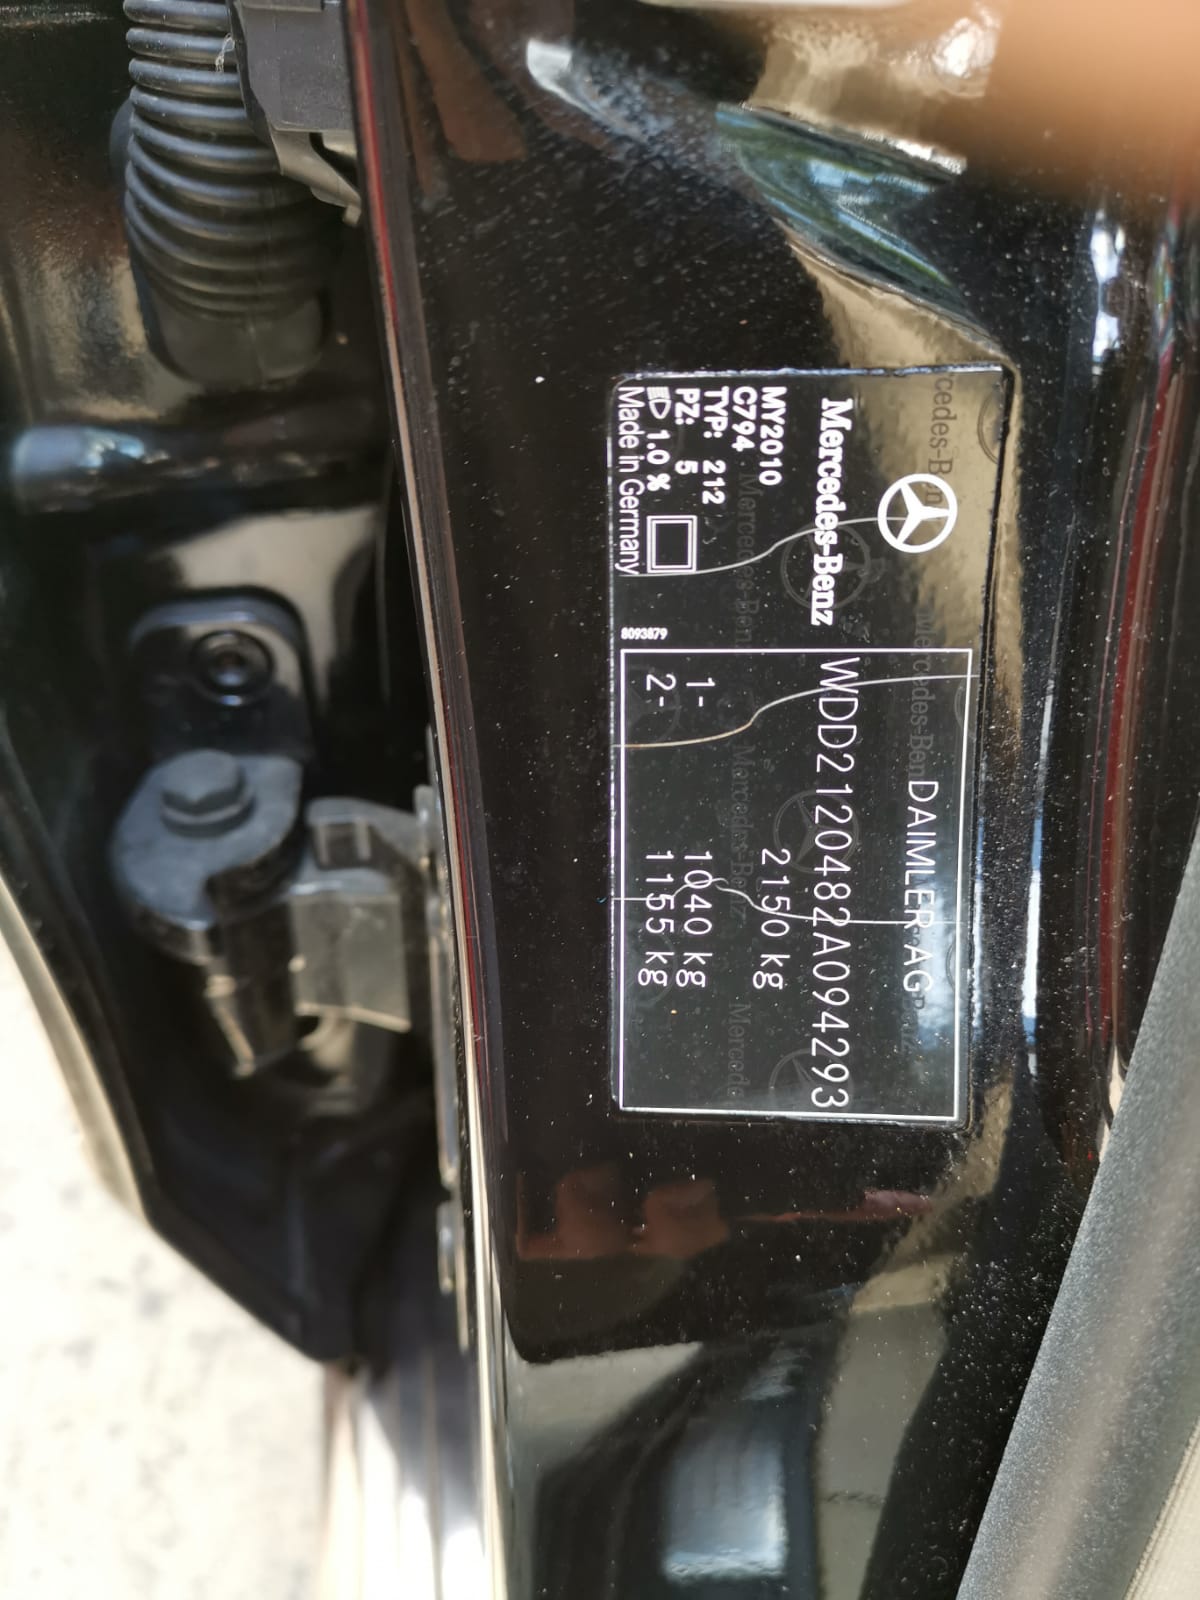 Mercedes-Benz
MY2010
C794
TYP: 212
PZ: 5
1.0 %
Made in Germany
8093879
DAIMLER AG
WDD2120482A094293
2150 kg
1- 1040 kg
2- 1155 kg